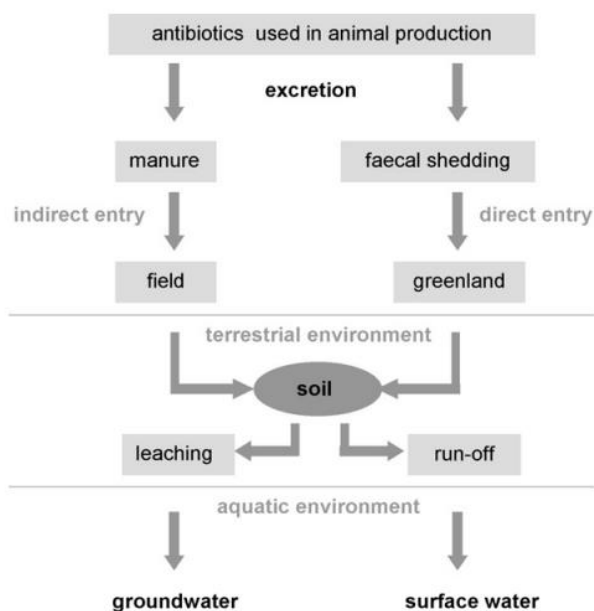 antibiotics used in animal production
excretion
manure
faecal shedding
indirect entry
direct entry
field
greenland
terrestrial environment
soil
leaching
run-off
aquatic environment
groundwater
surface water